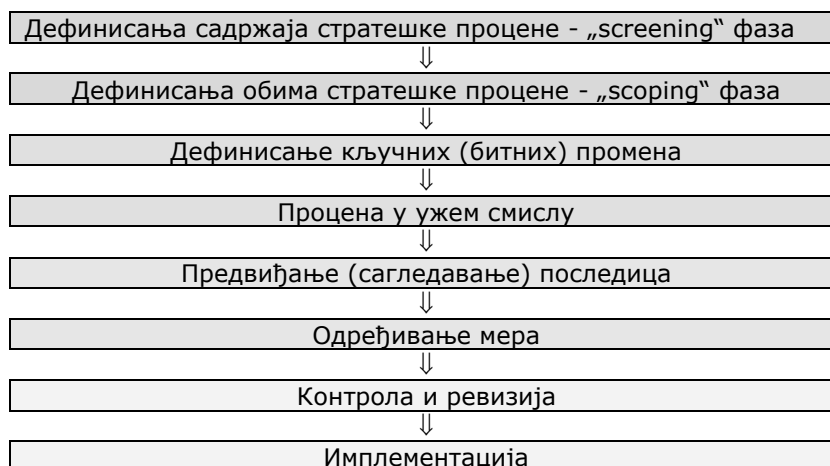 Дефинисања садржаја стратешке процене - „screening“ фаза
⇓
Дефинисања обима стратешке процене - „scoping“ фаза
⇓
Дефинисање кључних (битних) промена
⇓
Процена у ужем смислу
⇓
Предвиђање (сагледавање) последица
⇓
Одређивање мера
⇓
Контрола и ревизија
⇓
Имплементација